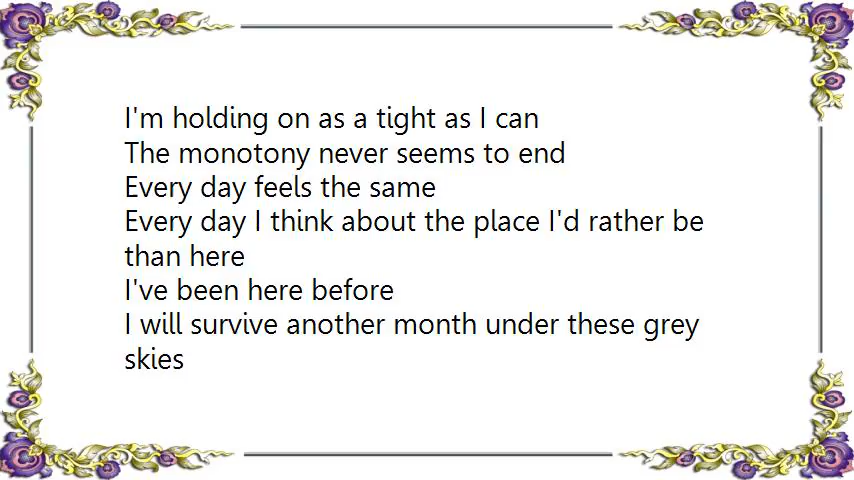 I'm holding on as a tight as I can
The monotony never seems to end
Every day feels the same
Every day I think about the place I'd rather be
than here
I've been here before
I will survive another month under these grey
skies